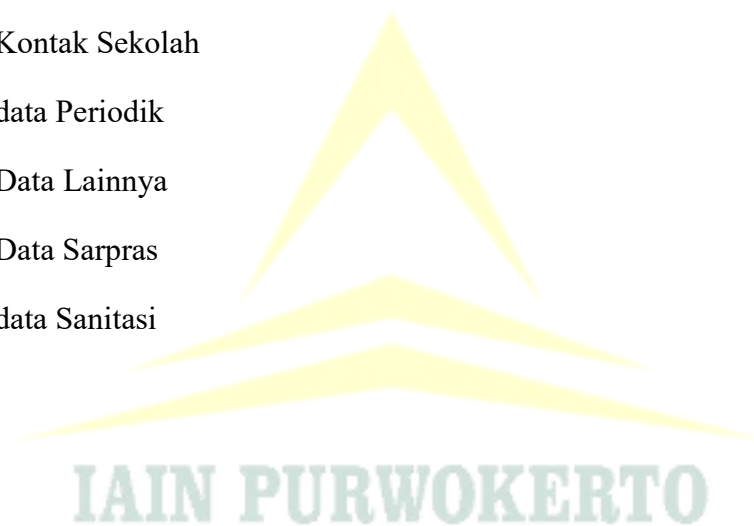 Kontak Sekolah
data Periodik
Data Lainnya
Data Sarpras
data Sanitasi
IAIN PURWOKERTO